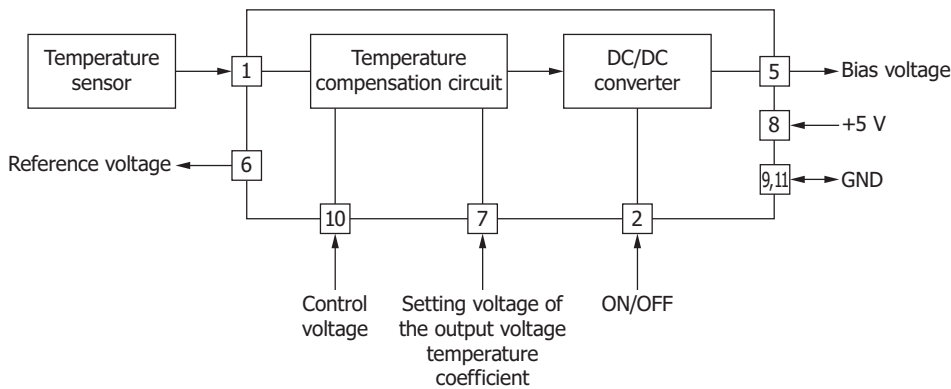 Temperature
sensor
1
Temperature
compensation circuit
DC/DC
converter
5
Bias voltage
8
+5 V
Reference voltage
6
9,11
GND
10
7
2
Control
voltage
Setting voltage of
the output voltage
temperature
coefficient
ON/OFF